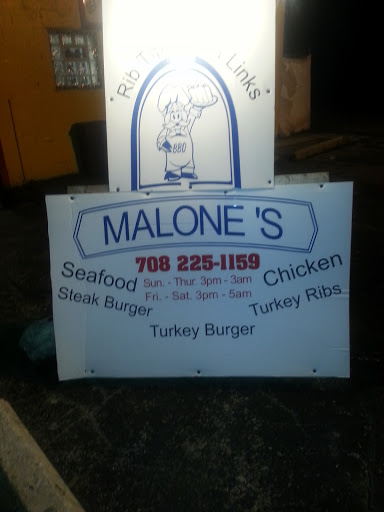 Rib Links
BBQ
MALONE 'S
708 225-1159
Seafood
Chicken
Sun. - Thur 3pm - 3am
Steak Burger
Turkey Ribs
Fri. - Sat. 3pm - 5am
Turkey Burger